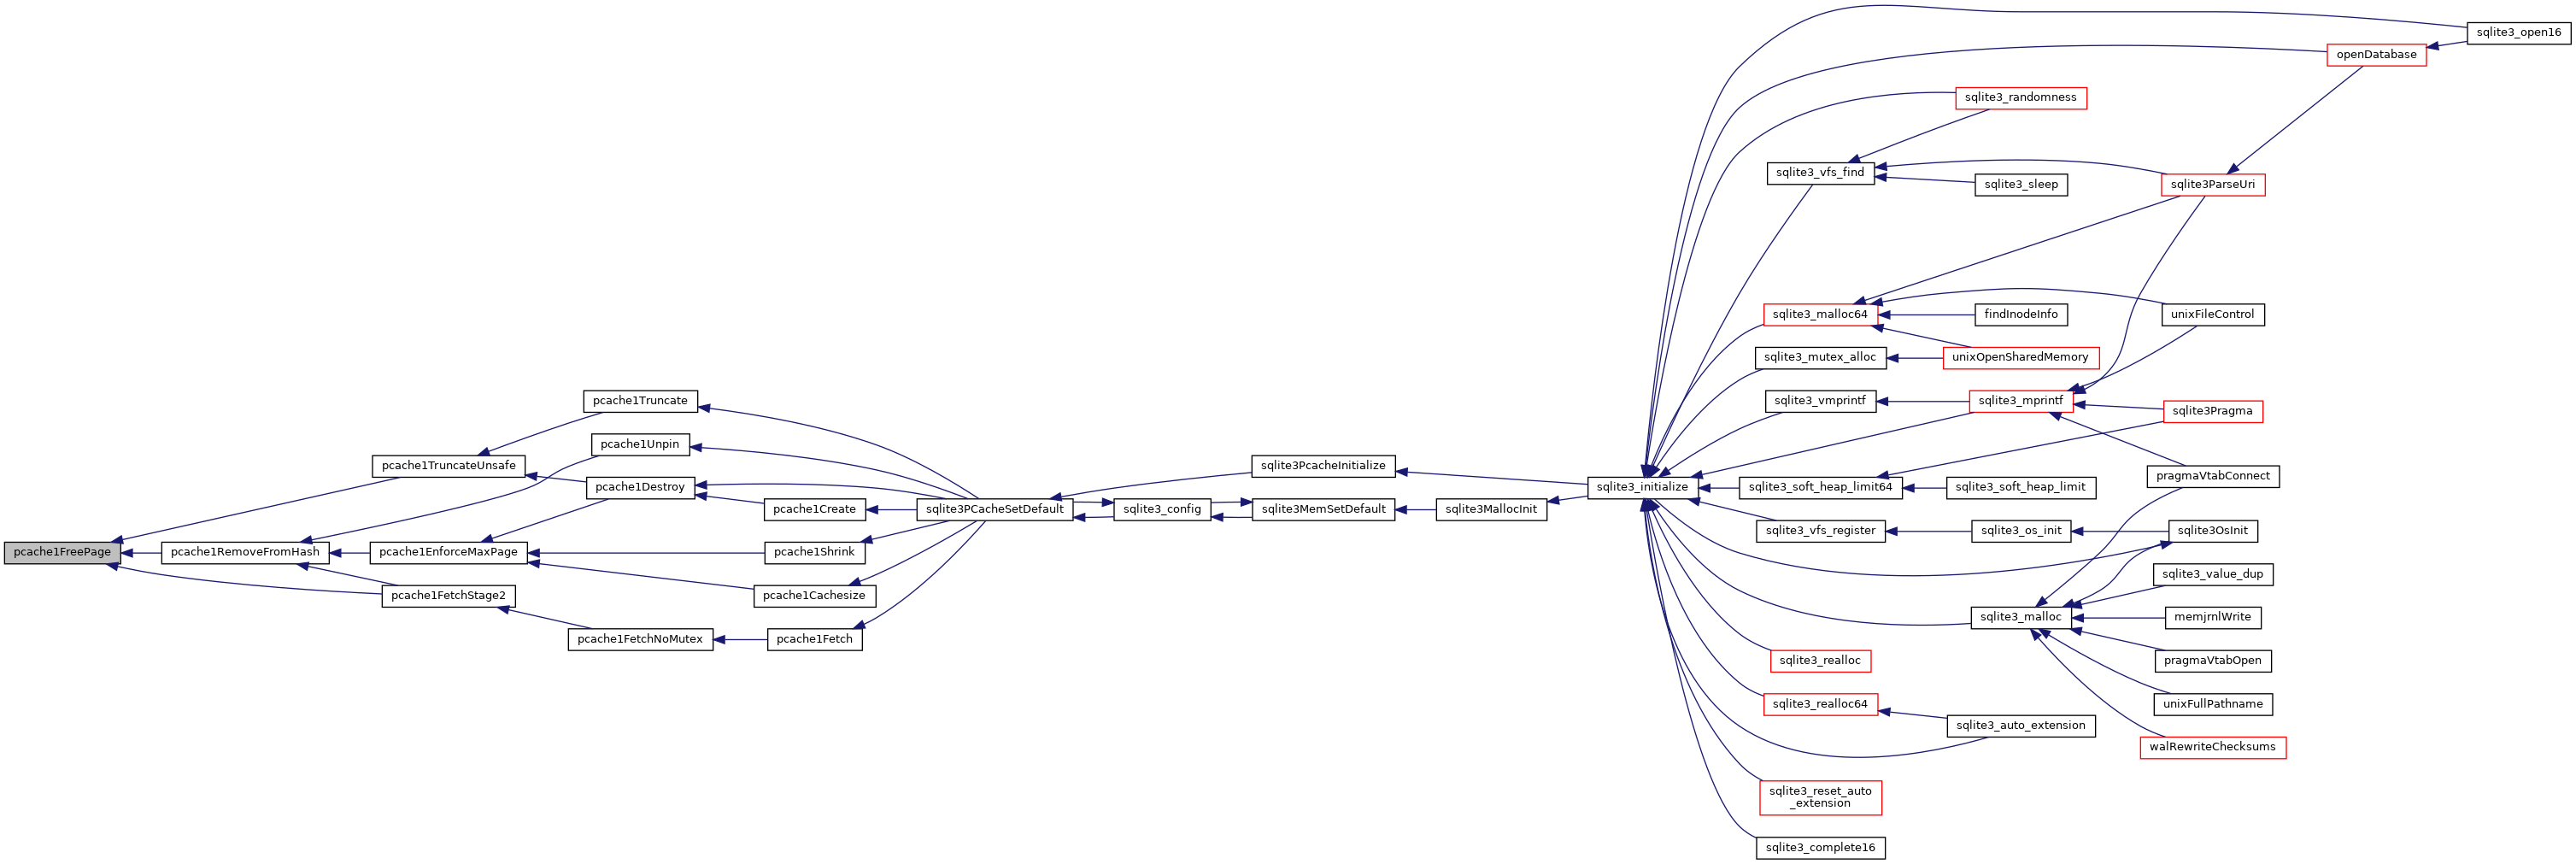 sqlite3_open16
openDatabase
sqlite3_randomness
sqlite3_vfs_find
sqlite3_sleep
sqlite3ParseUri
sqlite3_malloc64
findInodeInfo
unixFileControl
sqlite3_mutex_alloc
unixOpenSharedMemory
pcache1Truncate
sqlite3_vmprintf
sqlite3_mprintf
sqlite3Pragma
pcache1Unpin
pcache1TruncateUnsafe
sqlite3PcacheInitialize
pragmaVtabConnect
pcache1Destroy
sqlite3_initialize
sqlite3_soft_heap_limit64
sqlite3_soft_heap_limit
pcache1Create
sqlite3PCacheSetDefault
sqlite3_config
sqlite3MemSetDefault
sqlite3MallocInit
sqlite3_vfs_register
sqlite3_os_init
sqlite3OsInit
pcache1FreePage
pcache1RemoveFromHash
pcache1EnforceMaxPage
pcache1Shrink
sqlite3_value_dup
pcache1FetchStage2
pcache1Cachesize
sqlite3_malloc
memjrnlWrite
pcache1FetchNoMutex
pcache1Fetch
sqlite3_realloc
pragmaVtabOpen
sqlite3_realloc64
unixFullPathname
sqlite3_auto_extension
walRewriteChecksums
sqlite3_reset_auto
_extension
sqlite3_complete16